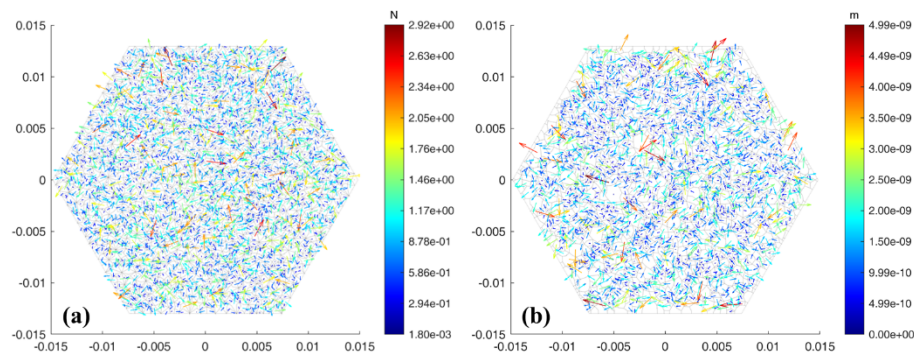 N
0.015
0.01
0.005
0
-0.005
-0.01
-0.015
-0.015 -0.01 -0.005 0 0.005 0.01 0.015
2.92e+00
2.63e+00
2.34e+00
2.05e+00
1.76e+00
1.46e+00
1.17e+00
8.78e-01
5.86e-01
2.94e-01
1.80e-03
(a)
m
0.015
0.01
0.005
0
-0.005
-0.01
-0.015
-0.015 -0.01 -0.005 0 0.005 0.01 0.015
4.99e-09
4.50e-09
4.00e-09
3.50e-09
3.00e-09
2.50e-09
2.00e-09
1.50e-09
9.99e-10
4.99e-10
0.00e+00
(b)